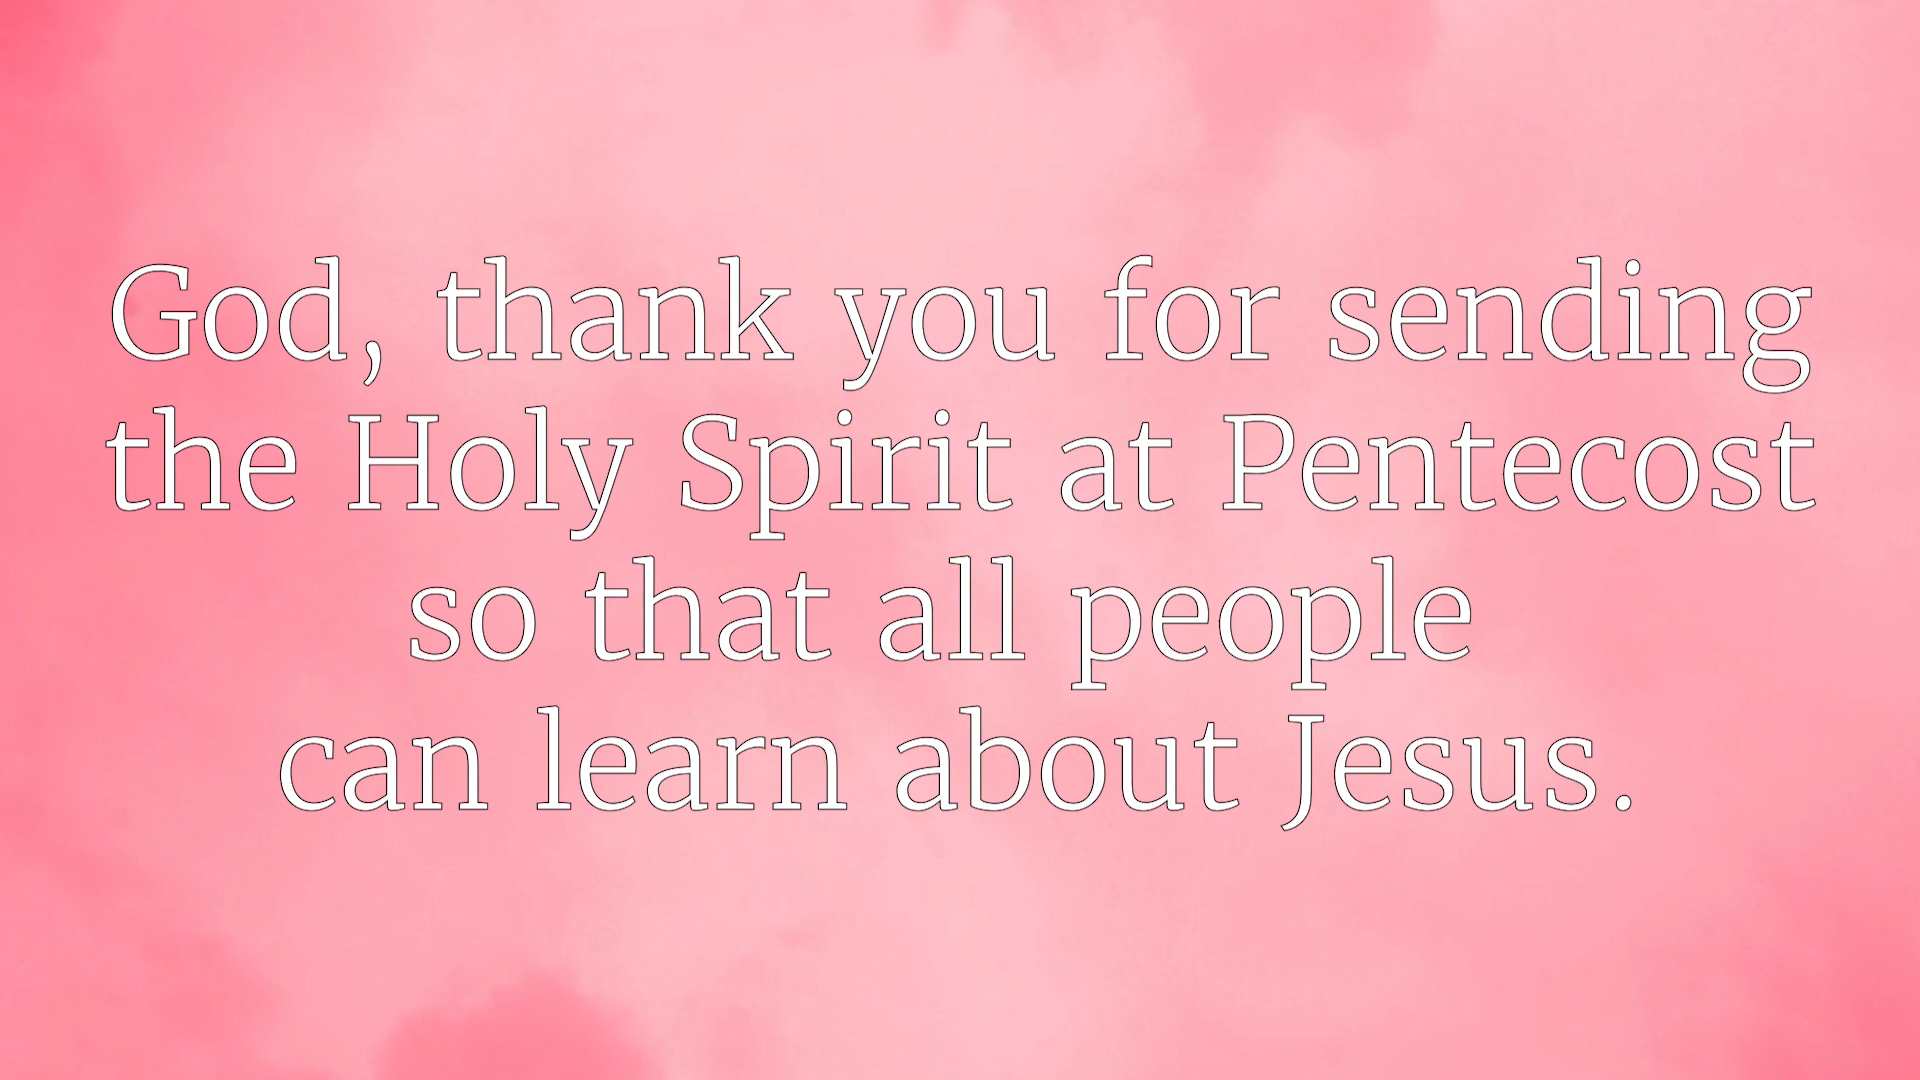 God, thank you for sending
the Holy Spirit at Pentecost
so that all people
can learn about Jesus.